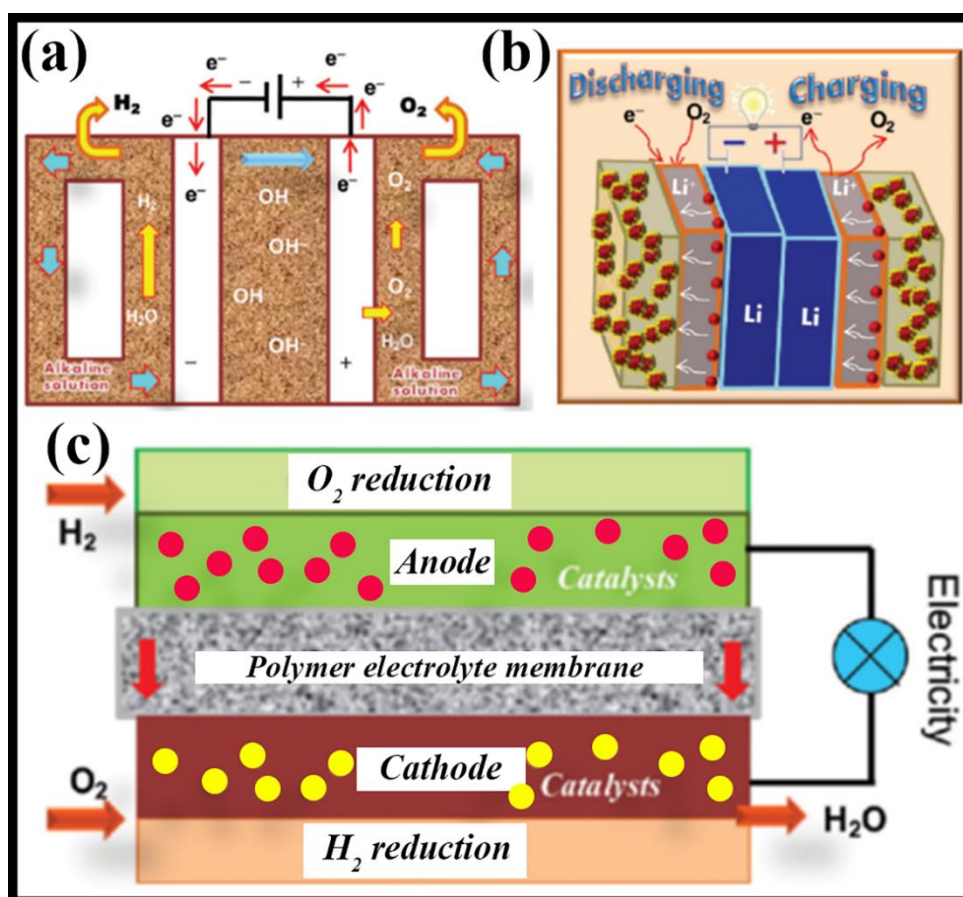 (a)
e⁻
e⁻
−
+
e⁻
e⁻
H₂
O₂
e⁻
e⁻
e⁻
e⁻
OH
O₂
H₂
OH⁻
O₂
OH
H₂O
OH⁻
H₂O
−
+
Alkaline
solution
Alkaline
solution
(b)
Discharging
Charging
e⁻
O₂
−
+
e⁻
O₂
Li⁺
Li⁺
Li
Li
(c)
O₂ reduction
H₂
Anode
Catalysts
Polymer electrolyte membrane
Electricity
O₂
Cathode
Catalysts
H₂O
H₂ reduction